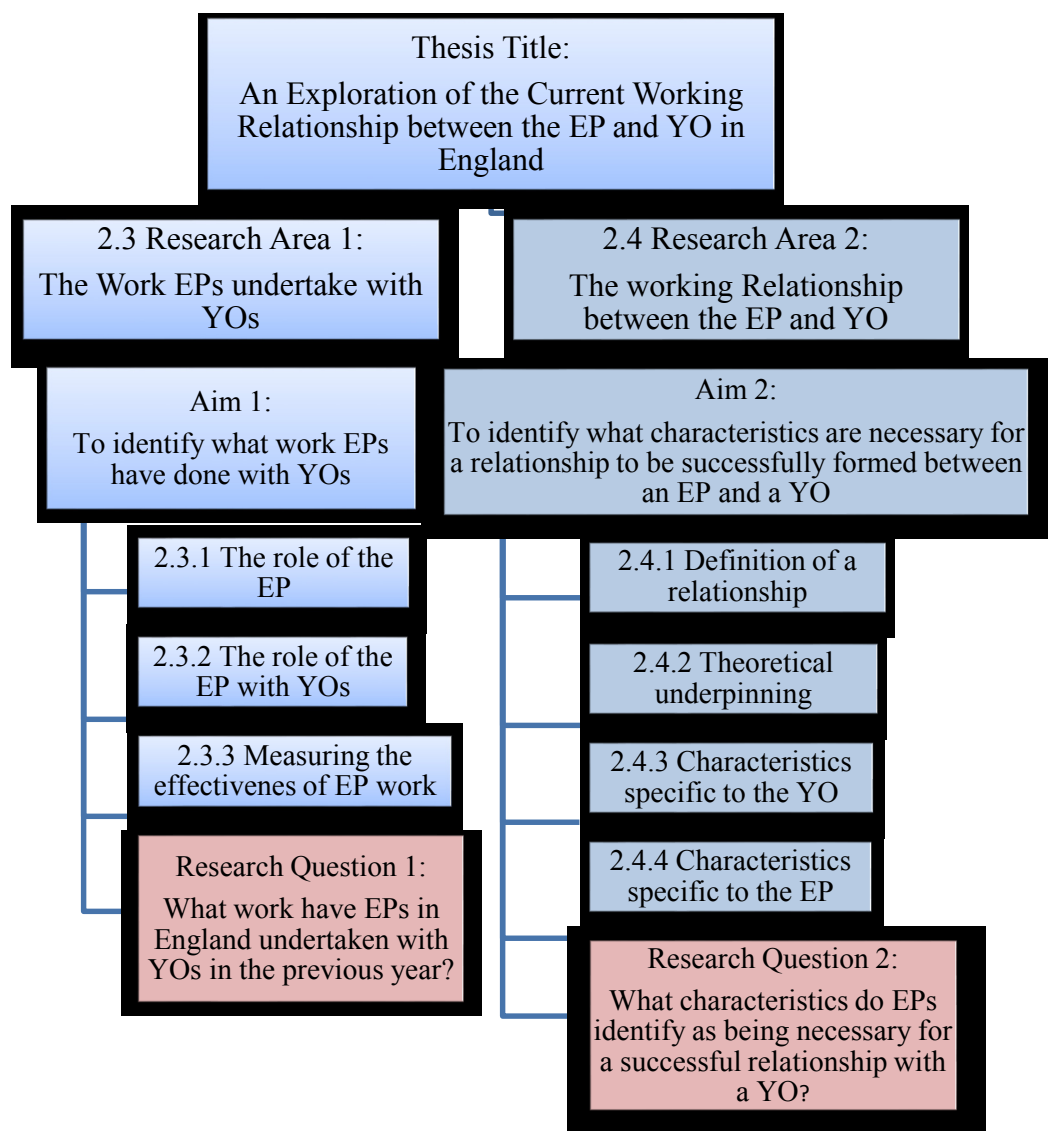 Thesis Title:
An Exploration of the Current Working
Relationship between the EP and YO in
England
2.3 Research Area 1:
The Work EPs undertake with
YOs
2.4 Research Area 2:
The working Relationship
between the EP and YO
Aim 1:
To identify what work EPs
have done with YOs
Aim 2:
To identify what characteristics are necessary for
a relationship to be successfully formed between
an EP and a YO
2.3.1 The role of the
EP
2.3.2 The role of the
EP with YOs
2.3.3 Measuring the
effectivenes of EP work
Research Question 1:
What work have EPs in
England undertaken with
YOs in the previous year?
2.4.1 Definition of a
relationship
2.4.2 Theoretical
underpinning
2.4.3 Characteristics
specific to the YO
2.4.4 Characteristics
specific to the EP
Research Question 2:
What characteristics do EPs
identify as being necessary for
a successful relationship with
a YO?